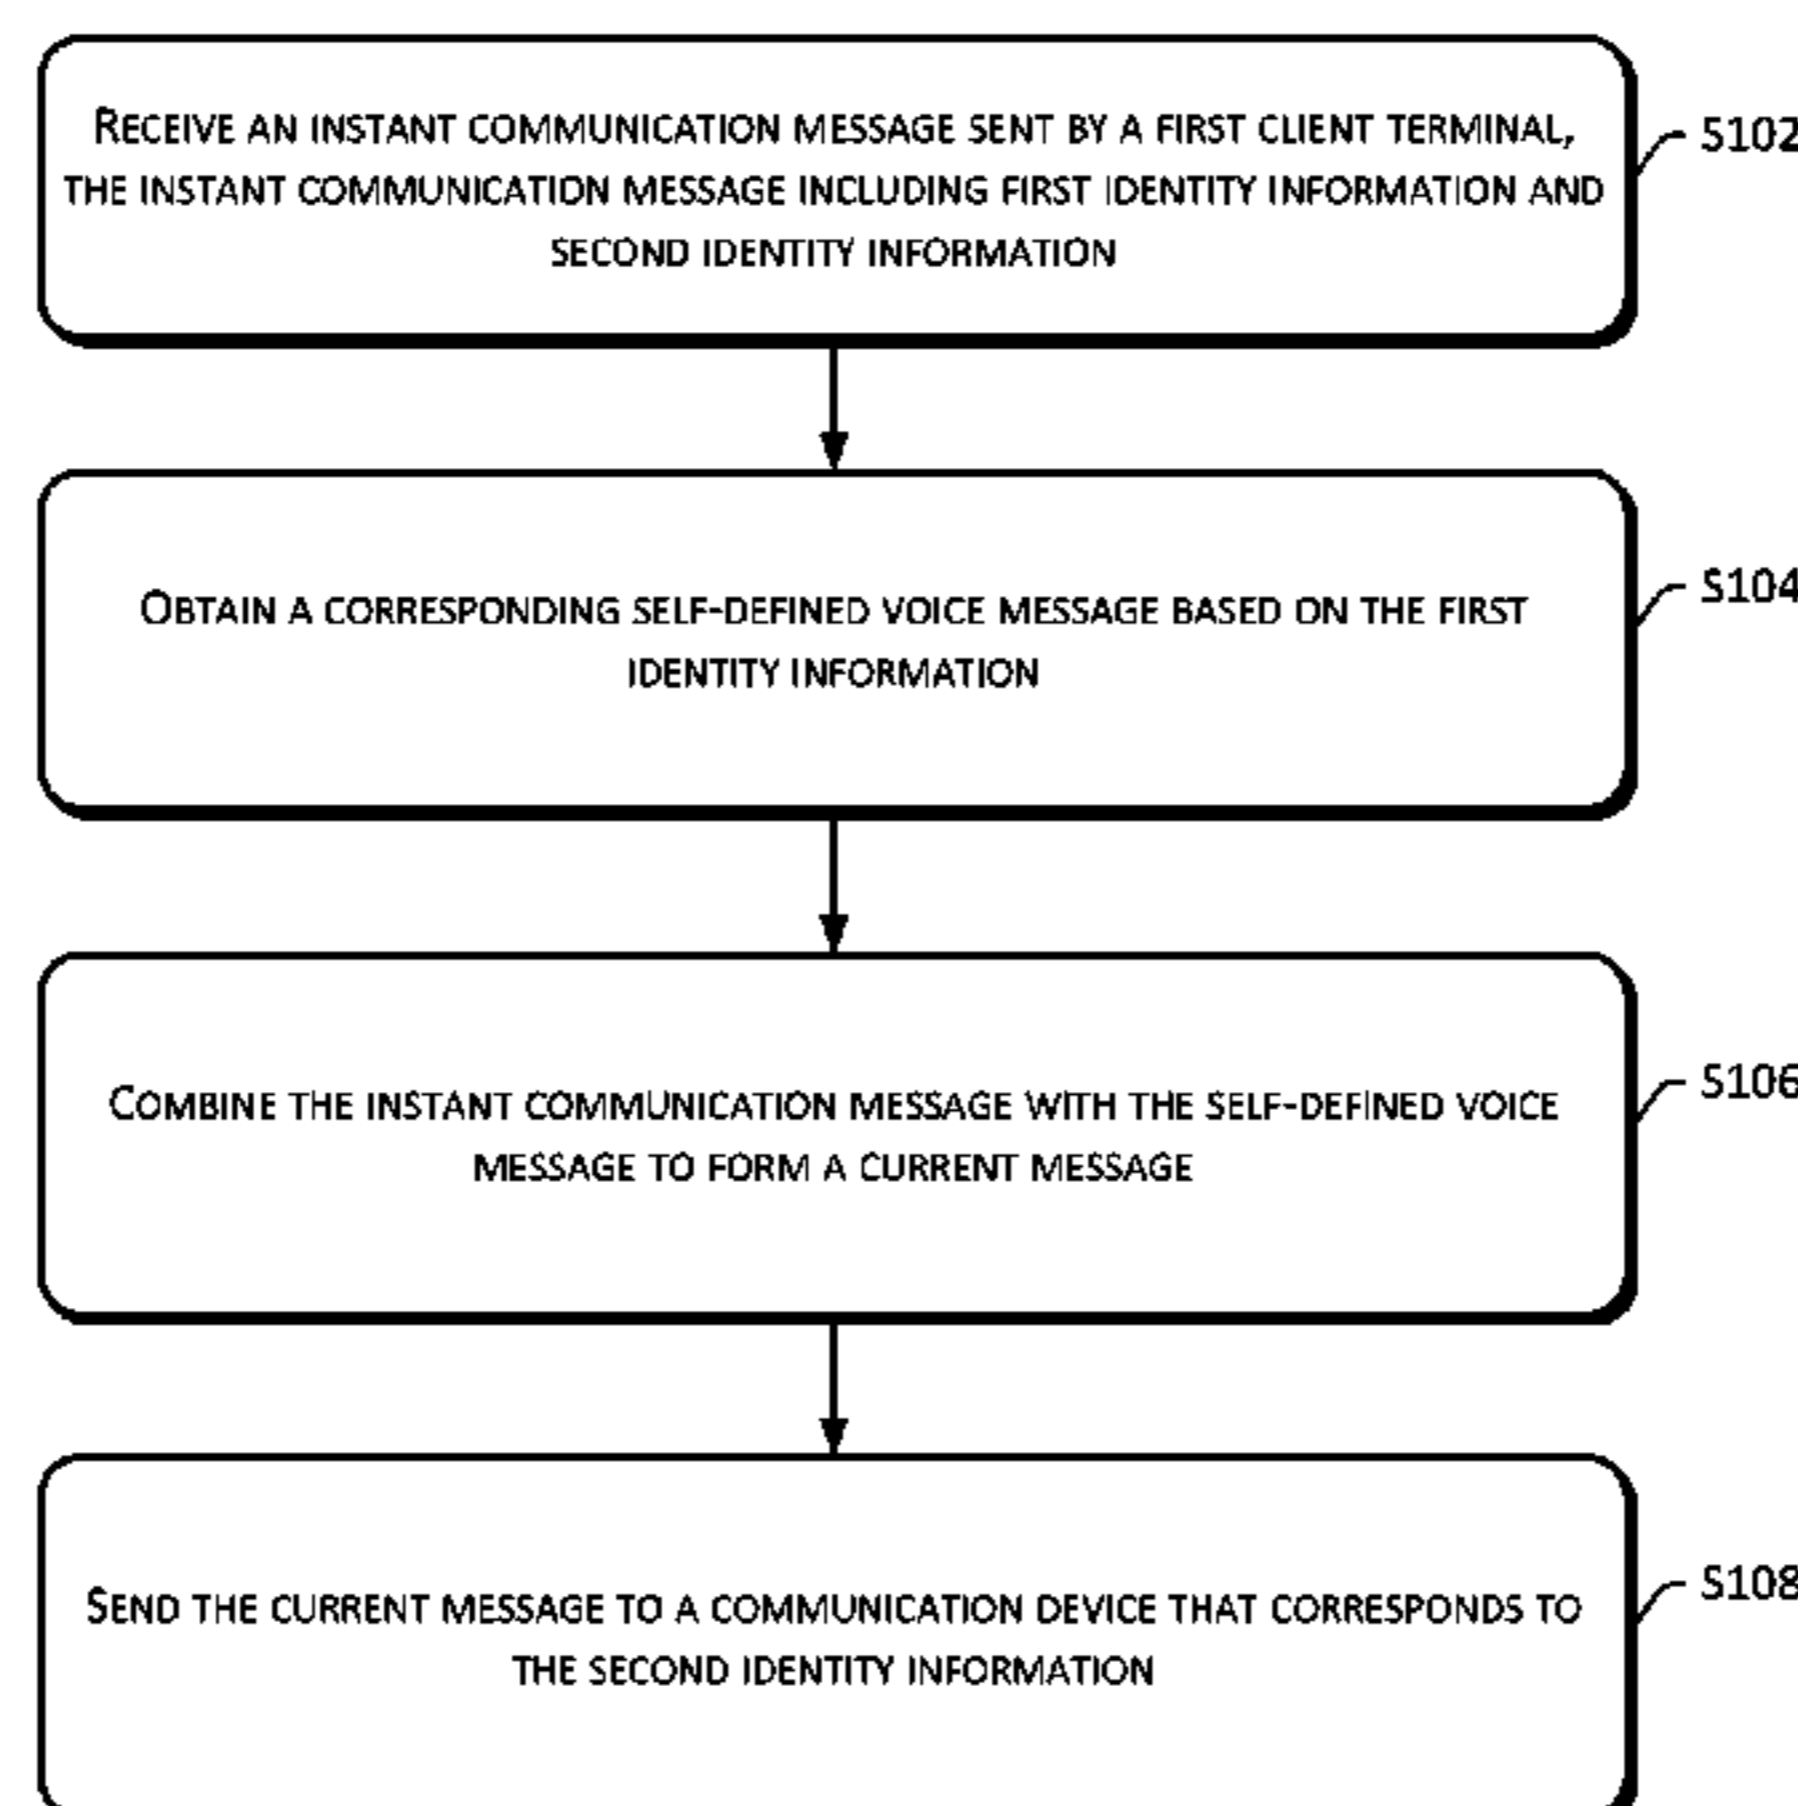 RECEIVE AN INSTANT COMMUNICATION MESSAGE SENT BY A FIRST CLIENT TERMINAL,
THE INSTANT COMMUNICATION MESSAGE INCLUDING FIRST IDENTITY INFORMATION AND
SECOND IDENTITY INFORMATION
S102
OBTAIN A CORRESPONDING SELF-DEFINED VOICE MESSAGE BASED ON THE FIRST
IDENTITY INFORMATION
S104
COMBINE THE INSTANT COMMUNICATION MESSAGE WITH THE SELF-DEFINED VOICE
MESSAGE TO FORM A CURRENT MESSAGE
S106
SEND THE CURRENT MESSAGE TO A COMMUNICATION DEVICE THAT CORRESPONDS TO
THE SECOND IDENTITY INFORMATION
S108